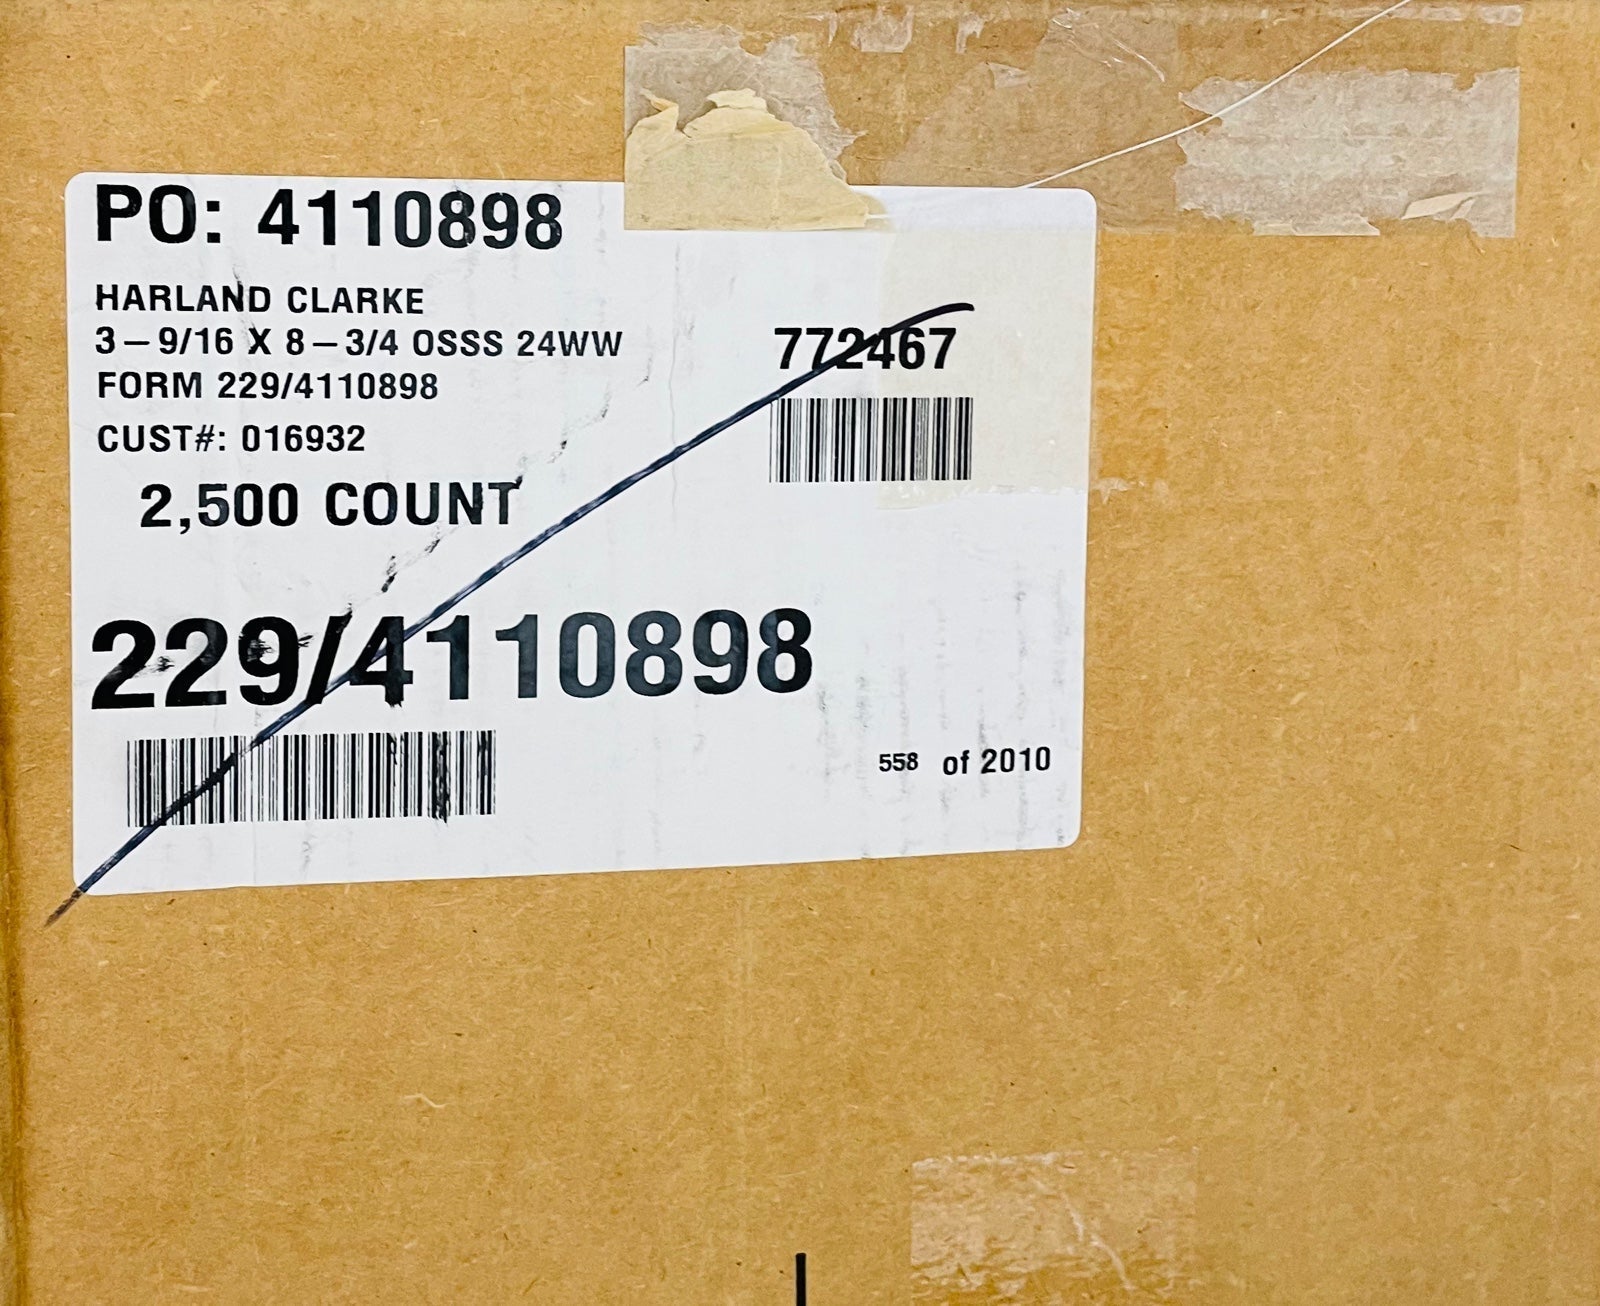 PO: 4110898
HARLAND CLARKE
3-9/16 X 8-3/4 OSSS 24WW
772467
FORM 229/4110898
CUST#: 016932
2,500 COUNT
229/4110898
558 of 2010